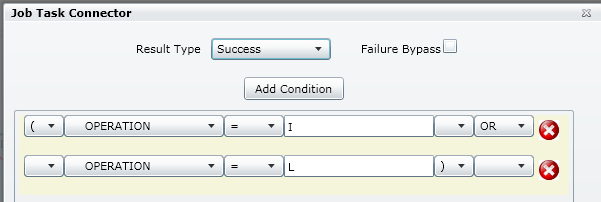 Job Task Connector
Result Type Success Failure Bypass
Add Condition
( OPERATION = I OR
OPERATION = L )